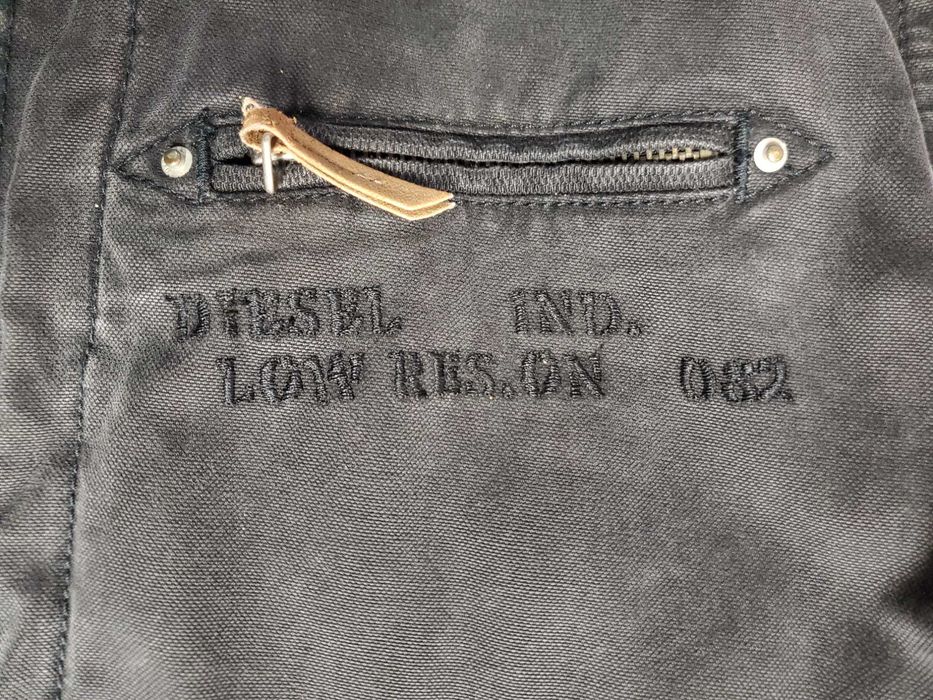 DIESEL IND.
LOW RES.ON 082